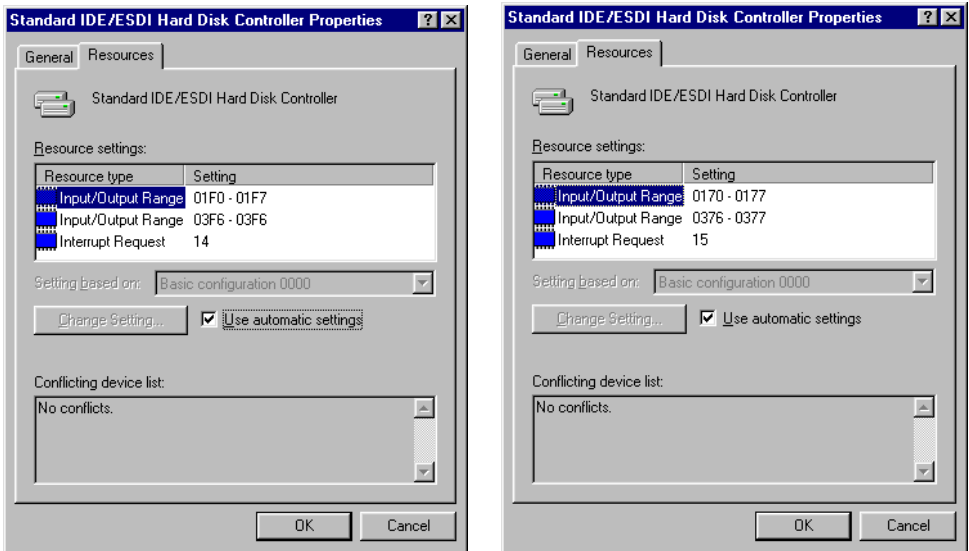 Standard IDE/ESDI Hard Disk Controller Properties
General Resources
Standard IDE/ESDI Hard Disk Controller
Resource settings:
Resource type Setting
Input/Output Range 01F0 - 01F7
Input/Output Range 03F6 - 03F6
Interrupt Request 14
Setting based on: Basic configuration 0000
Change Setting... Use automatic settings
Conflicting device list:
No conflicts.
OK Cancel
Standard IDE/ESDI Hard Disk Controller Properties
General Resources
Standard IDE/ESDI Hard Disk Controller
Resource settings:
Resource type Setting
Input/Output Range 0170 - 0177
Input/Output Range 0376 - 0377
Interrupt Request 15
Setting based on: Basic configuration 0000
Change Setting... Use automatic settings
Conflicting device list:
No conflicts.
OK Cancel